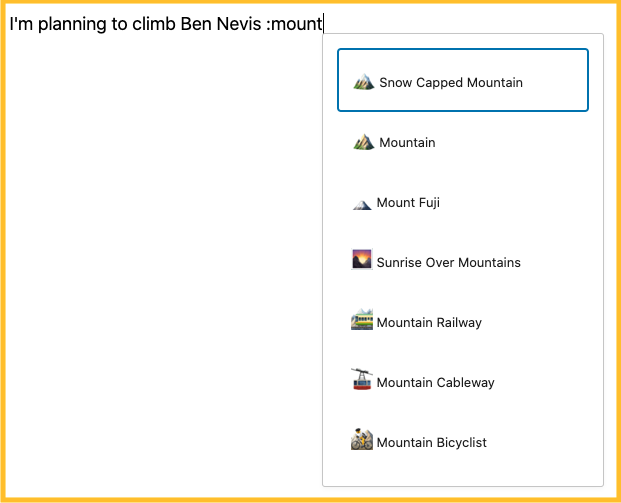 I'm planning to climb Ben Nevis :mount
Snow Capped Mountain
Mountain
Mount Fuji
Sunrise Over Mountains
Mountain Railway
Mountain Cableway
Mountain Bicyclist